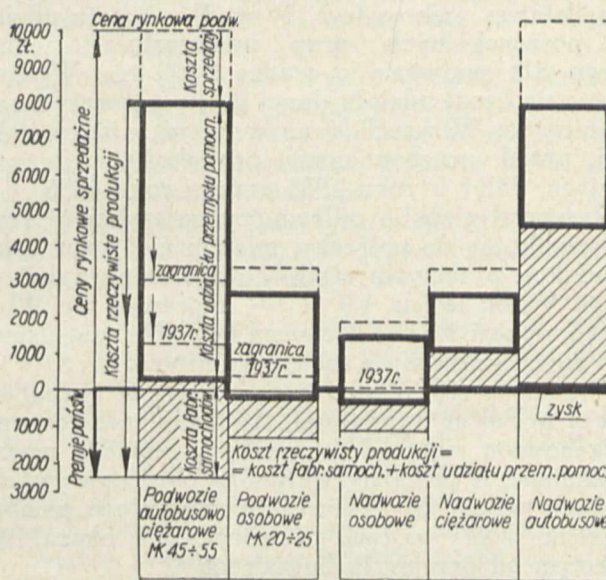 Cena rynkowa podw.
10000
zł.
9000
8000
7000
6000
5000
4000
3000
2000
1000
0
1000
2000
3000
Premje państw.
Ceny rynkowe sprzedażne
Koszta rzeczywiste produkcji
Koszta sprzedaży
Koszta udziału przemysłu pomocn.
Koszta fabr. samochodów
zagranica
1937r.
zagranica
1937r.
1937r.
zysk
Koszt rzeczywisty produkcji =
= koszt fabr.samoch.+koszt udziału przem. pomoc.
Podwozie
autobusowo
ciężarowe
MK 45÷55
Podwozie
osobowe
MK 20÷25
Nadwozie
osobowe
Nadwozie
ciężarowe
Nadwozie
autobusowe